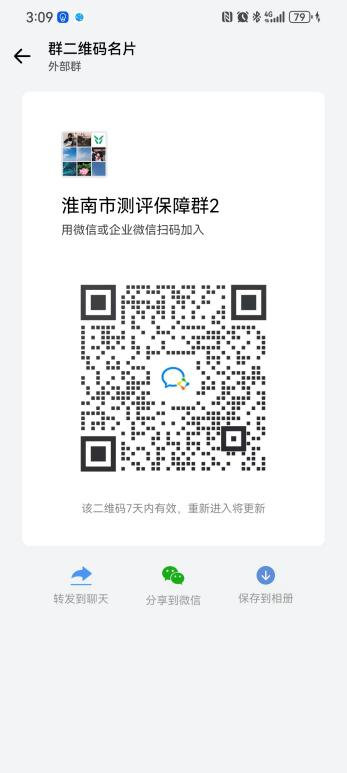 3:09
4G
79
群二维码名片
外部群
淮南市测评保障群2
用微信或企业微信扫码加入
该二维码7天内有效，重新进入将更新
转发到聊天
分享到微信
保存到相册